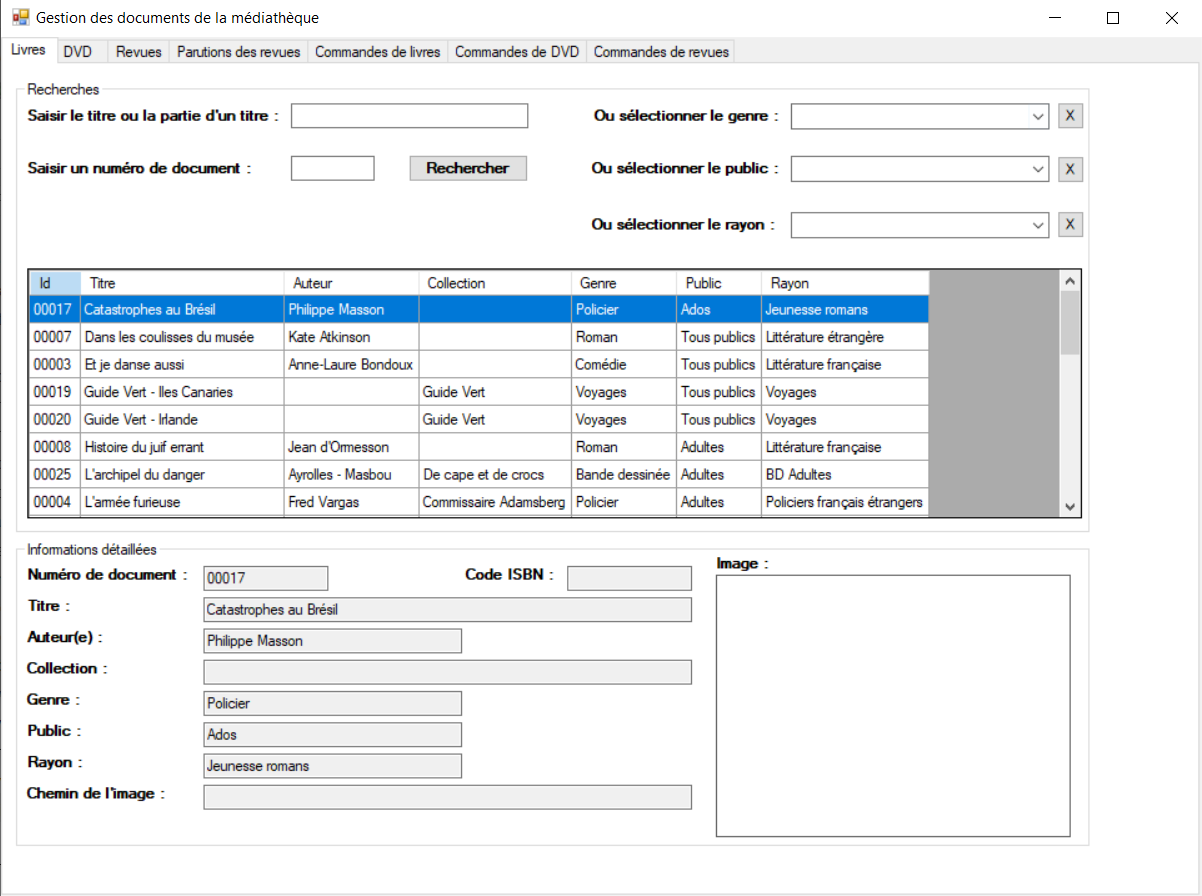 Gestion des documents de la médiathèque
Livres DVD Revues Parutions des revues Commandes de livres Commandes de DVD Commandes de revues
Recherches
Saisir le titre ou la partie d'un titre : Ou sélectionner le genre : X
Saisir un numéro de document : Rechercher Ou sélectionner le public : X
Ou sélectionner le rayon : X
Id Titre Auteur Collection Genre Public Rayon
00017 Catastrophes au Brésil Philippe Masson Policier Ados Jeunesse romans
00007 Dans les coulisses du musée Kate Atkinson Roman Tous publics Littérature étrangère
00003 Et je danse aussi Anne-Laure Bondoux Comédie Tous publics Littérature française
00019 Guide Vert - Iles Canaries Guide Vert Voyages Tous publics Voyages
00020 Guide Vert - Irlande Guide Vert Voyages Tous publics Voyages
00008 Histoire du juif errant Jean d'Ormesson Roman Adultes Littérature française
00025 L'archipel du danger Ayrolles - Masbou De cape et de crocs Bande dessinée Adultes BD Adultes
00004 L'armée furieuse Fred Vargas Commissaire Adamsberg Policier Adultes Policiers français étrangers
Informations détaillées
Numéro de document : 00017 Code ISBN : Image :
Titre : Catastrophes au Brésil
Auteur(e) : Philippe Masson
Collection :
Genre : Policier
Public : Ados
Rayon : Jeunesse romans
Chemin de l'image :